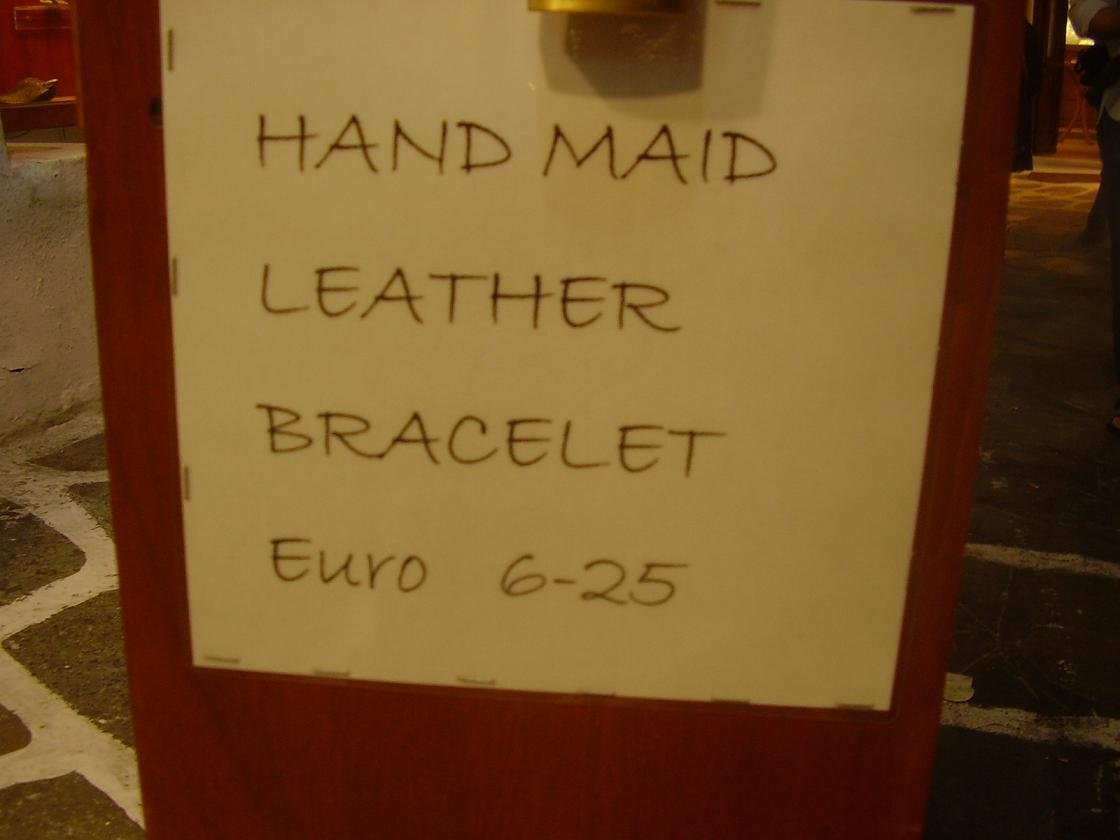 HAND MAID
LEATHER
BRACELET
Euro 6-25